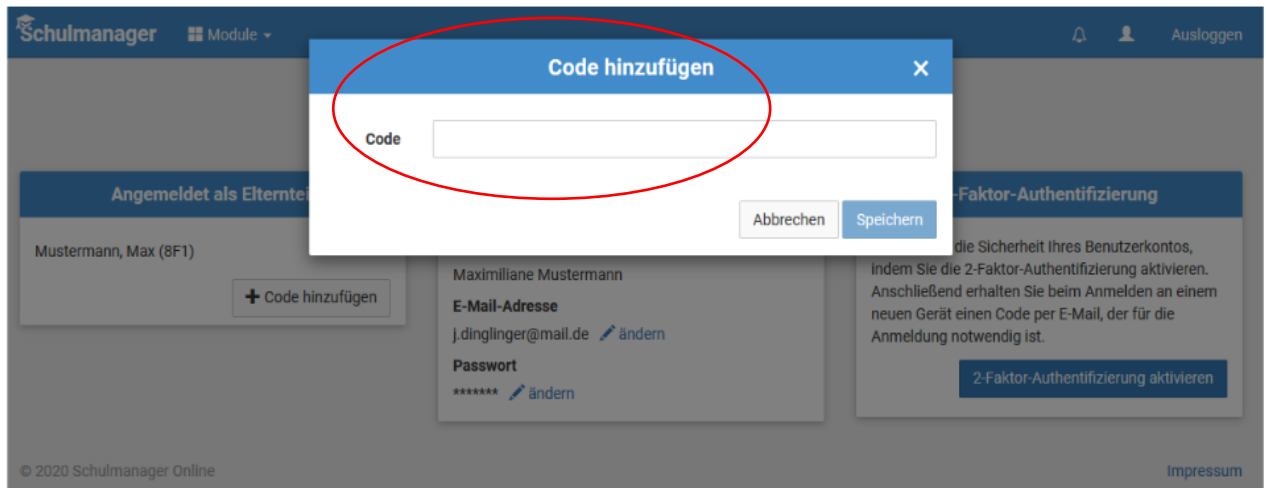 Schulmanager Module Ausloggen
Code hinzufügen ×
Code
Abbrechen Speichern
Angemeldet als Elterntei
Mustermann, Max (8F1)
+ Code hinzufügen
Maximiliane Mustermann
E-Mail-Adresse
j.dinglinger@mail.de ändern
Passwort
******* ändern
-Faktor-Authentifizierung
die Sicherheit Ihres Benutzerkontos,
indem Sie die 2-Faktor-Authentifizierung aktivieren.
Anschließend erhalten Sie beim Anmelden an einem
neuen Gerät einen Code per E-Mail, der für die
Anmeldung notwendig ist.
2-Faktor-Authentifizierung aktivieren
© 2020 Schulmanager Online Impressum